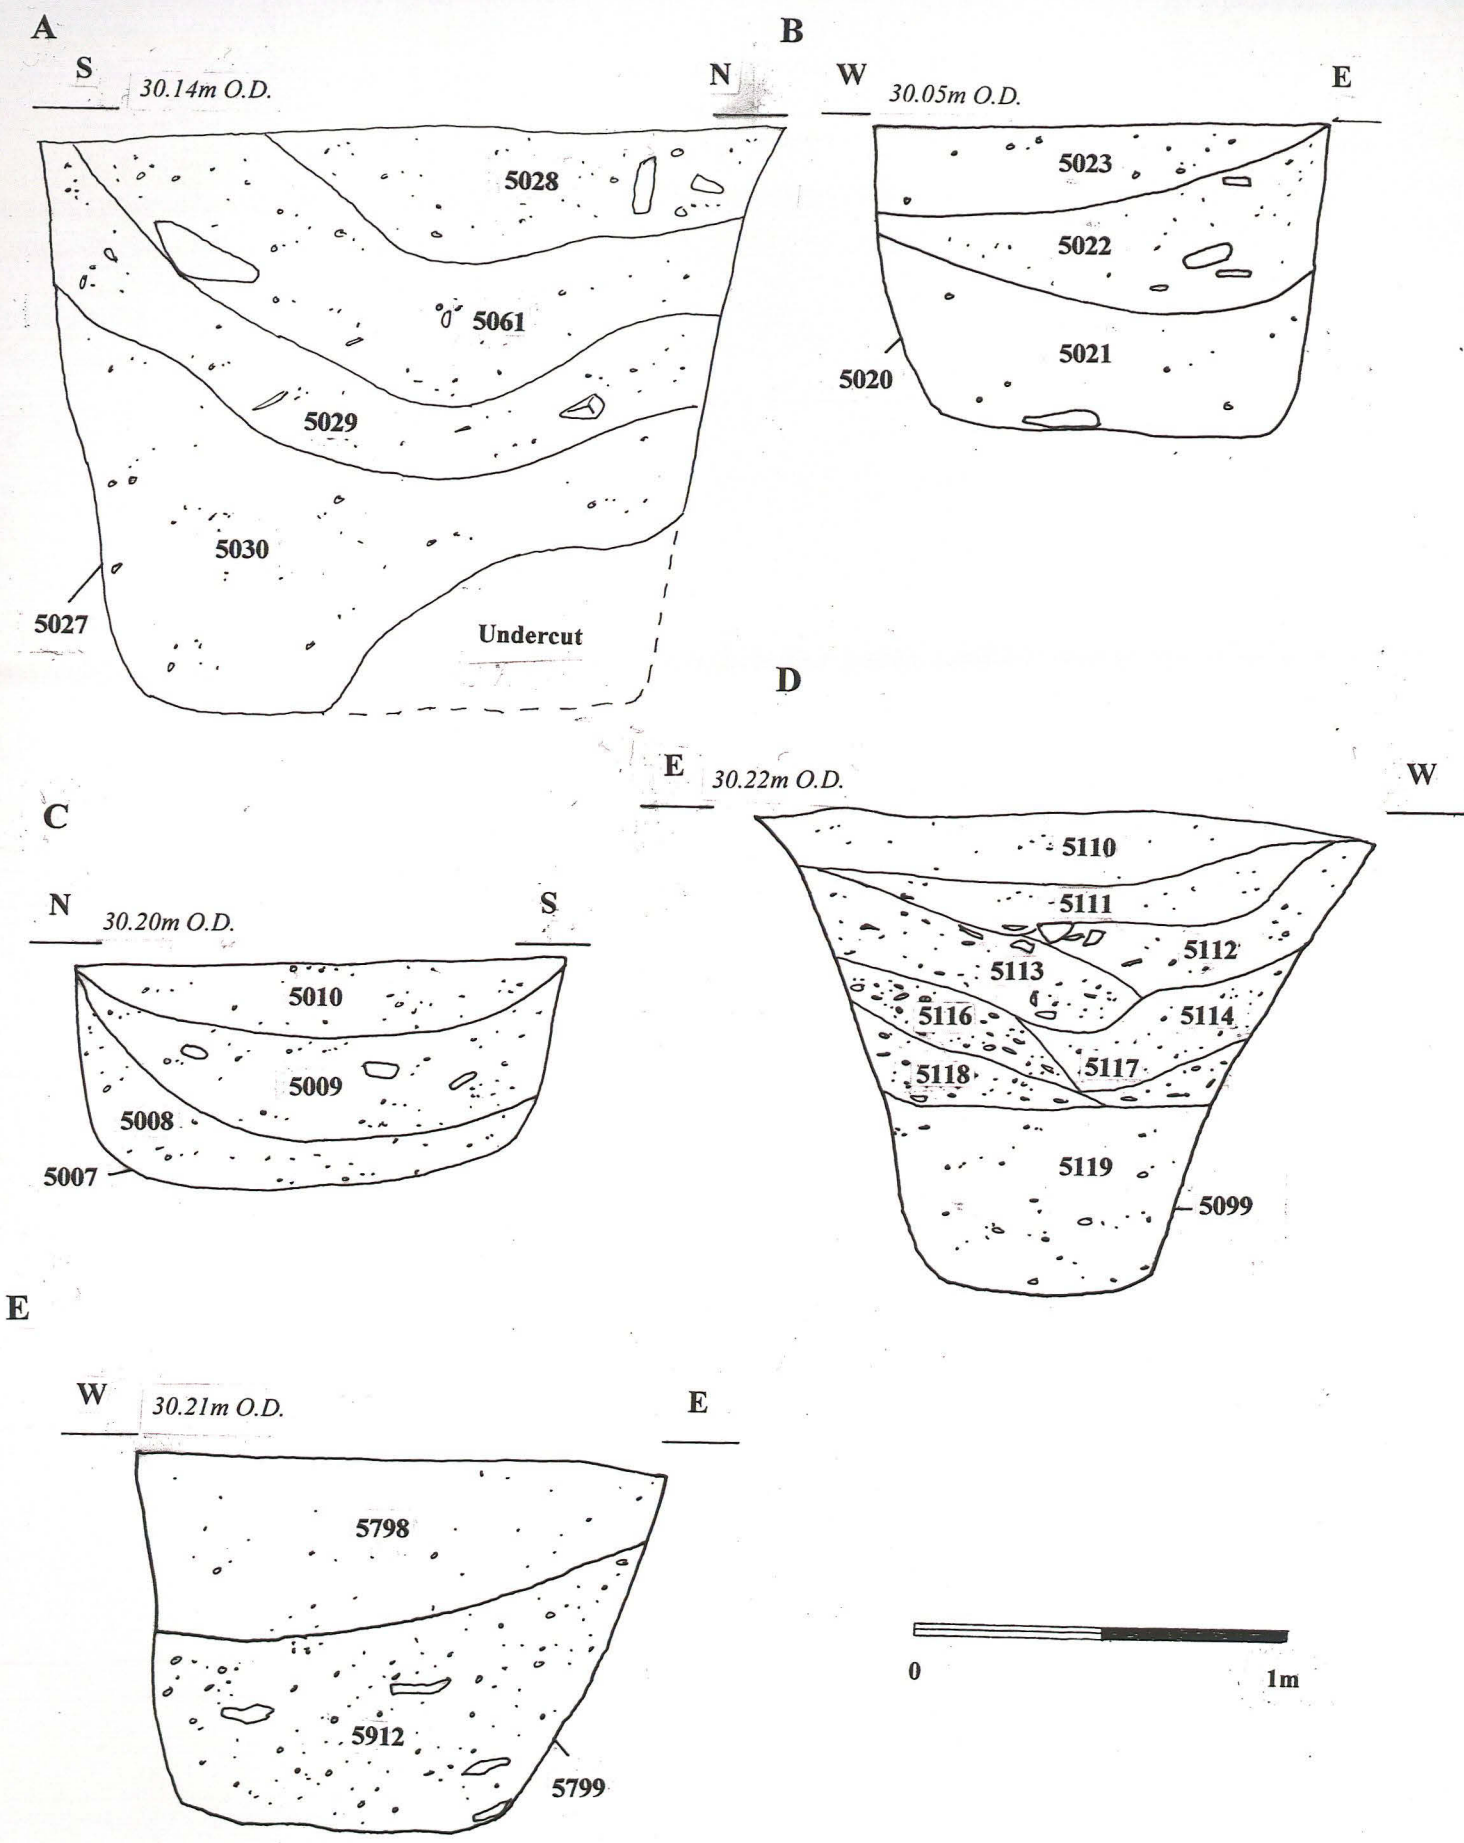 A
S
30.14m O.D.
N
5028
5061
5029
5030
5027
Undercut
B
W
30.05m O.D.
E
5023
5022
5021
5020
C
N
30.20m O.D.
S
5010
5009
5008
5007
D
E
30.22m O.D.
W
5110
5111
5112
5113
5114
5116
5117
5118
5119
5099
E
W
30.21m O.D.
E
5798
5912
5799
0
1m